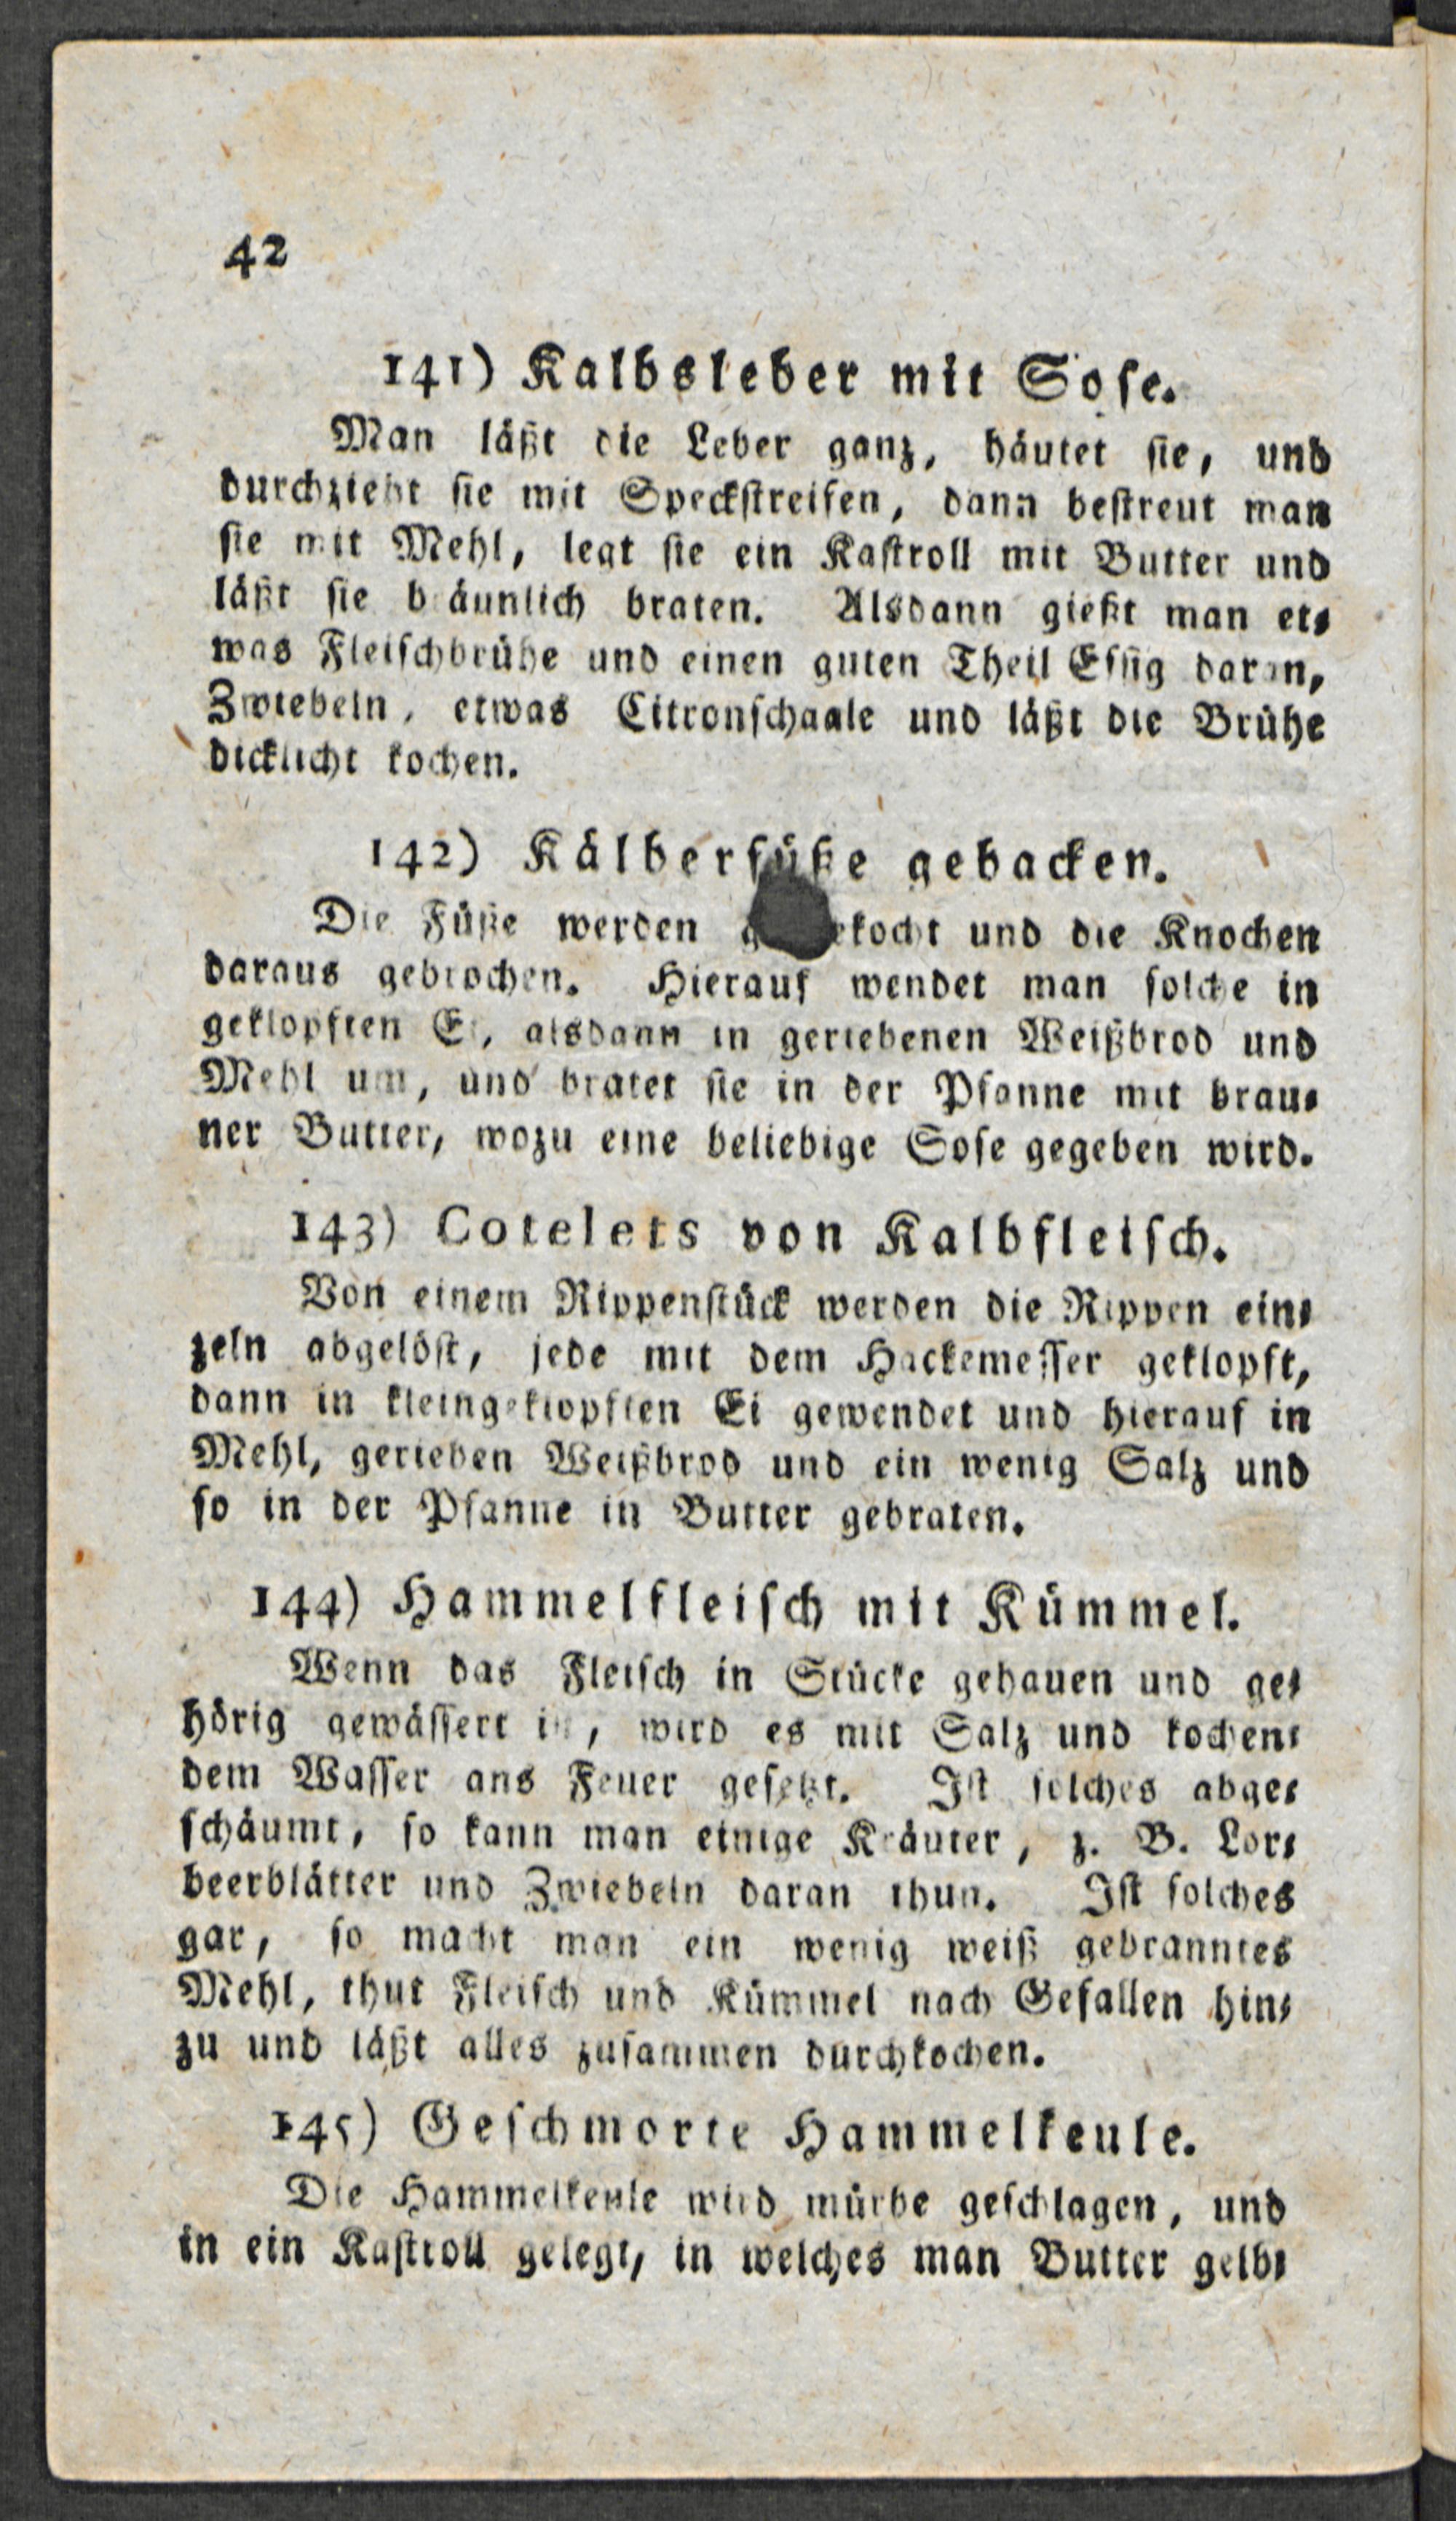 42
141) Kalbsleber mit Sose.
Man läßt die Leber ganz, häutet sie, und
durchzieht sie mit Speckstreifen, dann bestreut man
sie mit Mehl, legt sie ein Kastroll mit Butter und
läßt sie bräunlich braten. Alsdann gießt man et-
was Fleischbrühe und einen guten Theil Essig daran,
Zwiebeln, etwas Citronschaale und läßt die Brühe
dicklicht kochen.
142) Kälberfüße gebacken.
Die Füße werden und die Knochen
daraus gebrochen. Hierauf wendet man solche in
geklopften Ei, alsdann in geriebenen Weißbrod und
Mehl um, und bratet sie in der Pfanne mit brau-
ner Butter, wozu eine beliebige Sose gegeben wird.
143) Cotelets von Kalbfleisch.
Von einem Rippenstück werden die Rippen ein-
zeln abgelöst, jede mit dem Hackemesser geklopft,
dann in kleingeklopften Ei gewendet und hierauf in
Mehl, gerieben Weißbrod und ein wenig Salz und
so in der Pfanne in Butter gebraten.
144) Hammelfleisch mit Kümmel.
Wenn das Fleisch in Stücke gehauen und ge-
hörig gewässert ist, wird es mit Salz und kochen-
dem Wasser ans Feuer gesetzt. Ist solches abge-
schäumt, so kann man einige Kräuter, z. B. Lor-
beerblätter und Zwiebeln daran thun. Ist solches
gar, so macht man ein wenig weiß gebranntes
Mehl, thut Fleisch und Kümmel nach Gefallen hin-
zu und läßt alles zusammen durchkochen.
145) Geschmorte Hammelkeule.
Die Hammelkeule wird mürbe geschlagen, und
in ein Kastroll gelegt, in welches man Butter gelb-